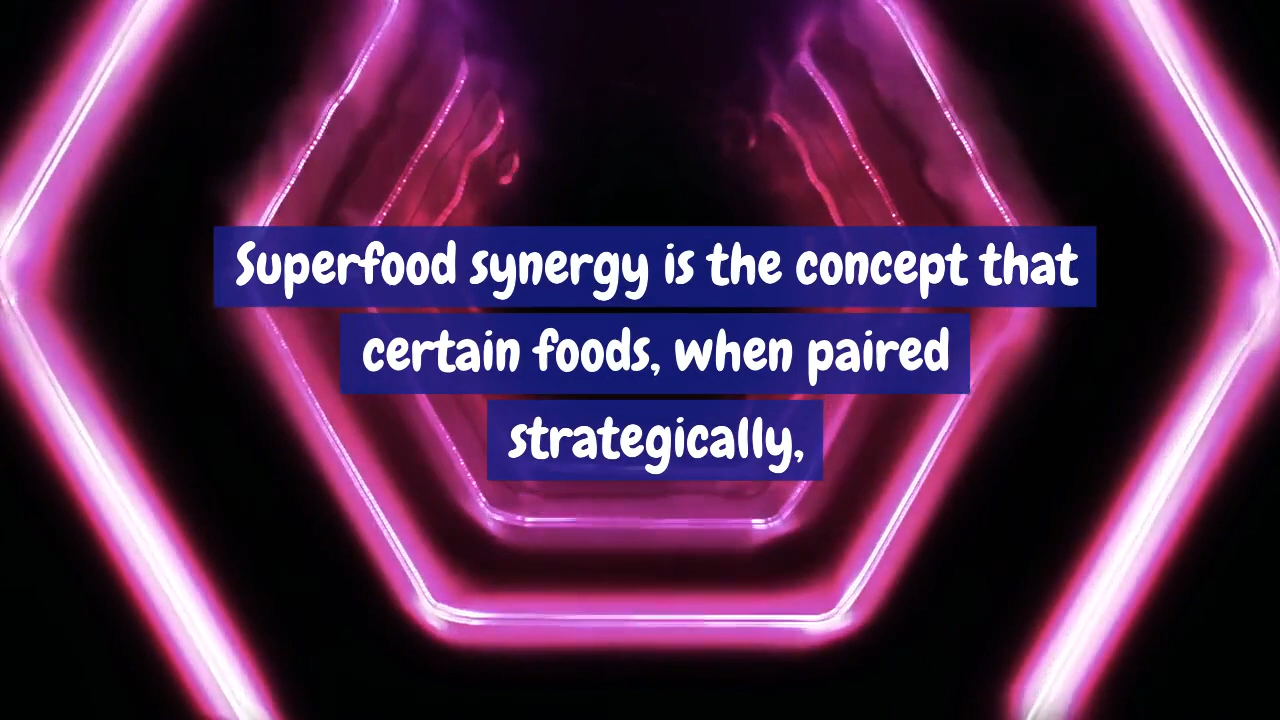 Superfood synergy is the concept that
certain foods, when paired
strategically,